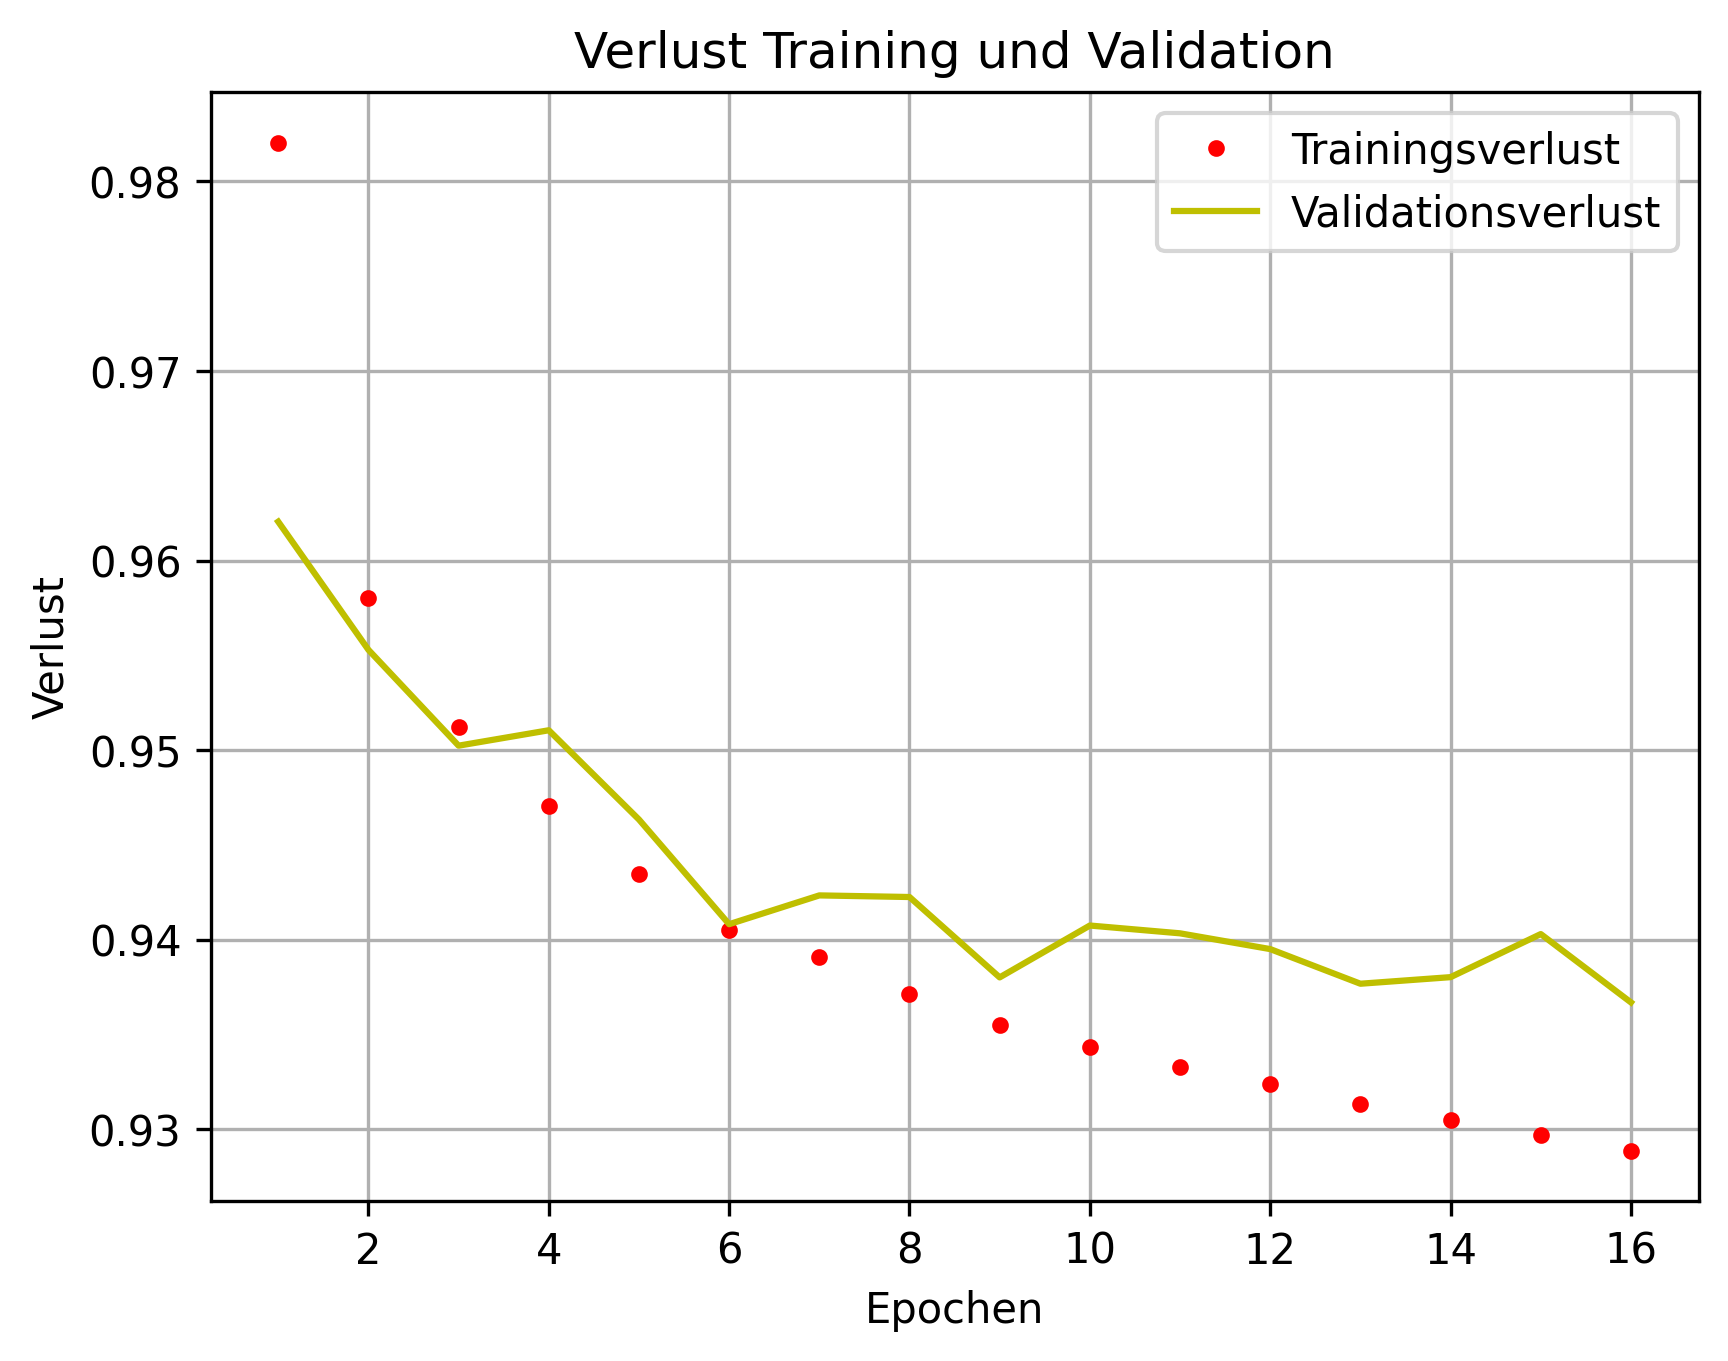 Verlust Training und Validation
Trainingsverlust
Validationsverlust
0.98
0.97
0.96
0.95
0.94
0.93
Verlust
2 4 6 8 10 12 14 16
Epochen